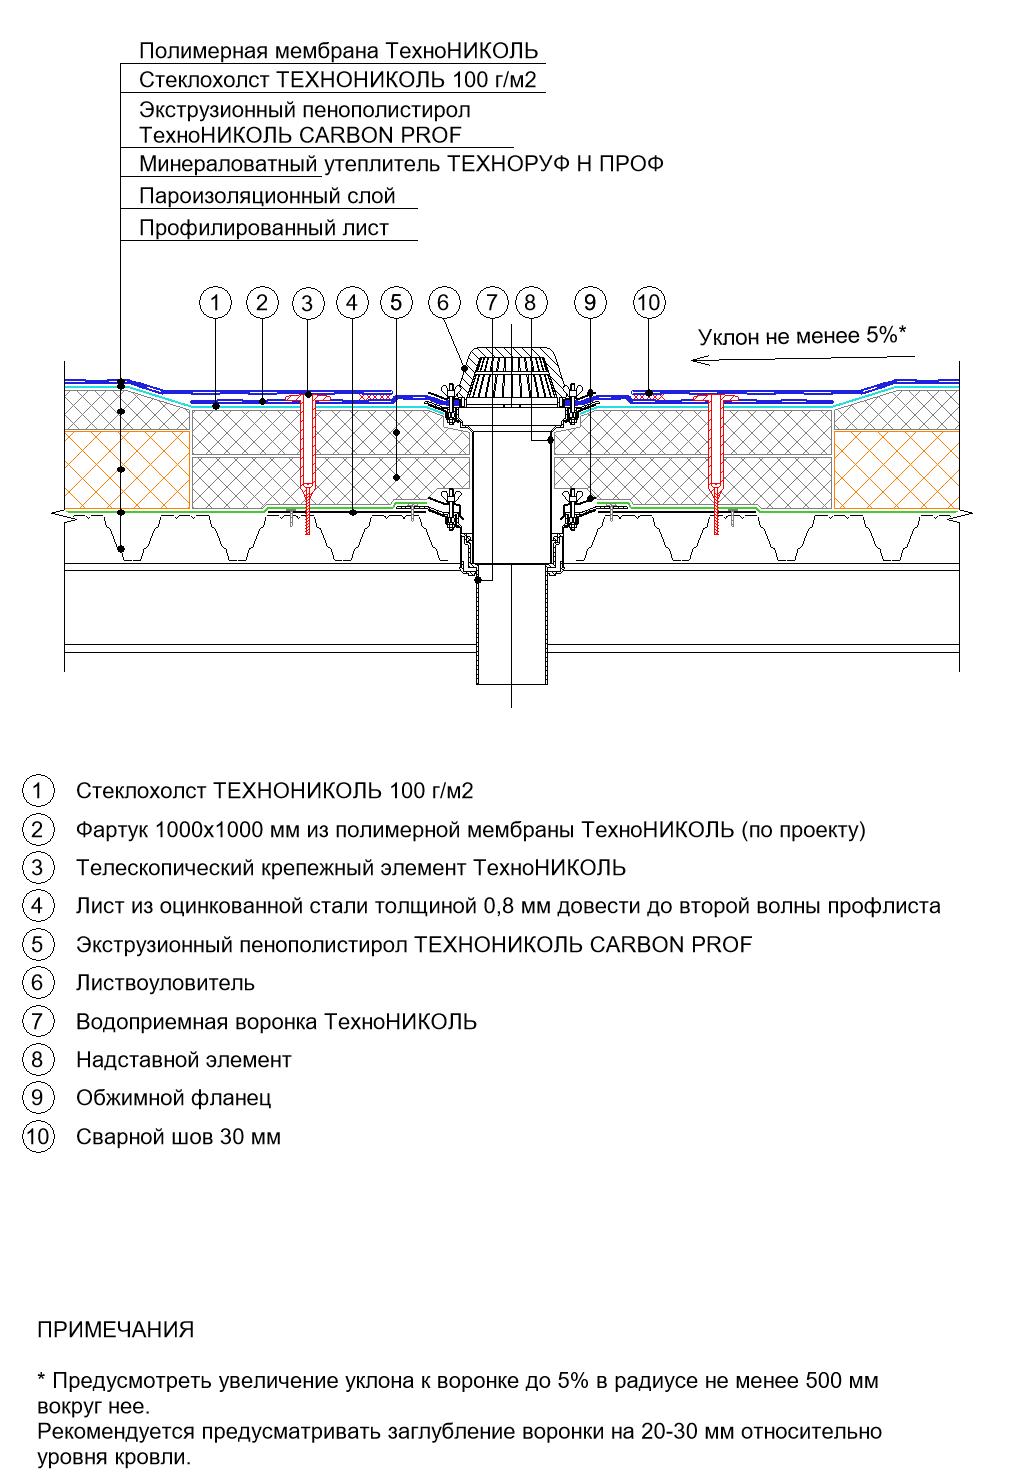 Полимерная мембрана ТехноНИКОЛЬ
Стеклохолст ТЕХНОНИКОЛЬ 100 г/м2
Экструзионный пенополистирол
ТехноНИКОЛЬ CARBON PROF
Минераловатный утеплитель ТЕХНОРУФ Н ПРОФ
Пароизоляционный слой
Профилированный лист
1 2 3 4 5 6 7 8 9 10
Уклон не менее 5%*
1 Стеклохолст ТЕХНОНИКОЛЬ 100 г/м2
2 Фартук 1000х1000 мм из полимерной мембраны ТехноНИКОЛЬ (по проекту)
3 Телескопический крепежный элемент ТехноНИКОЛЬ
4 Лист из оцинкованной стали толщиной 0,8 мм довести до второй волны профлиста
5 Экструзионный пенополистирол ТЕХНОНИКОЛЬ CARBON PROF
6 Листвоуловитель
7 Водоприемная воронка ТехноНИКОЛЬ
8 Надставной элемент
9 Обжимной фланец
10 Сварной шов 30 мм
ПРИМЕЧАНИЯ
* Предусмотреть увеличение уклона к воронке до 5% в радиусе не менее 500 мм
вокруг нее.
Рекомендуется предусматривать заглубление воронки на 20-30 мм относительно
уровня кровли.